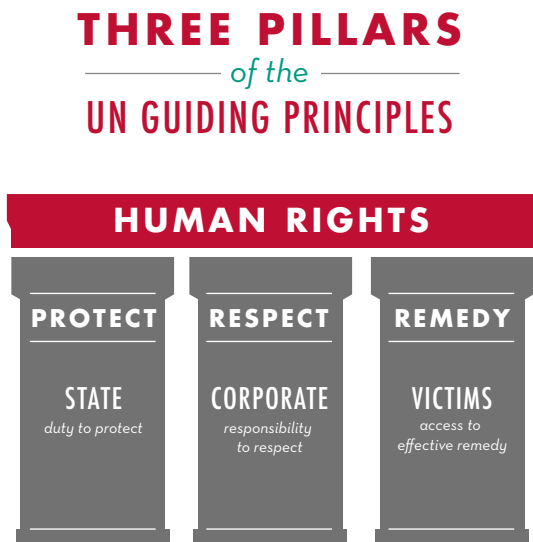 THREE PILLARS
of the
UN GUIDING PRINCIPLES
HUMAN RIGHTS
PROTECT
STATE
duty to protect
RESPECT
CORPORATE
responsibility
to respect
REMEDY
VICTIMS
access to
effective remedy